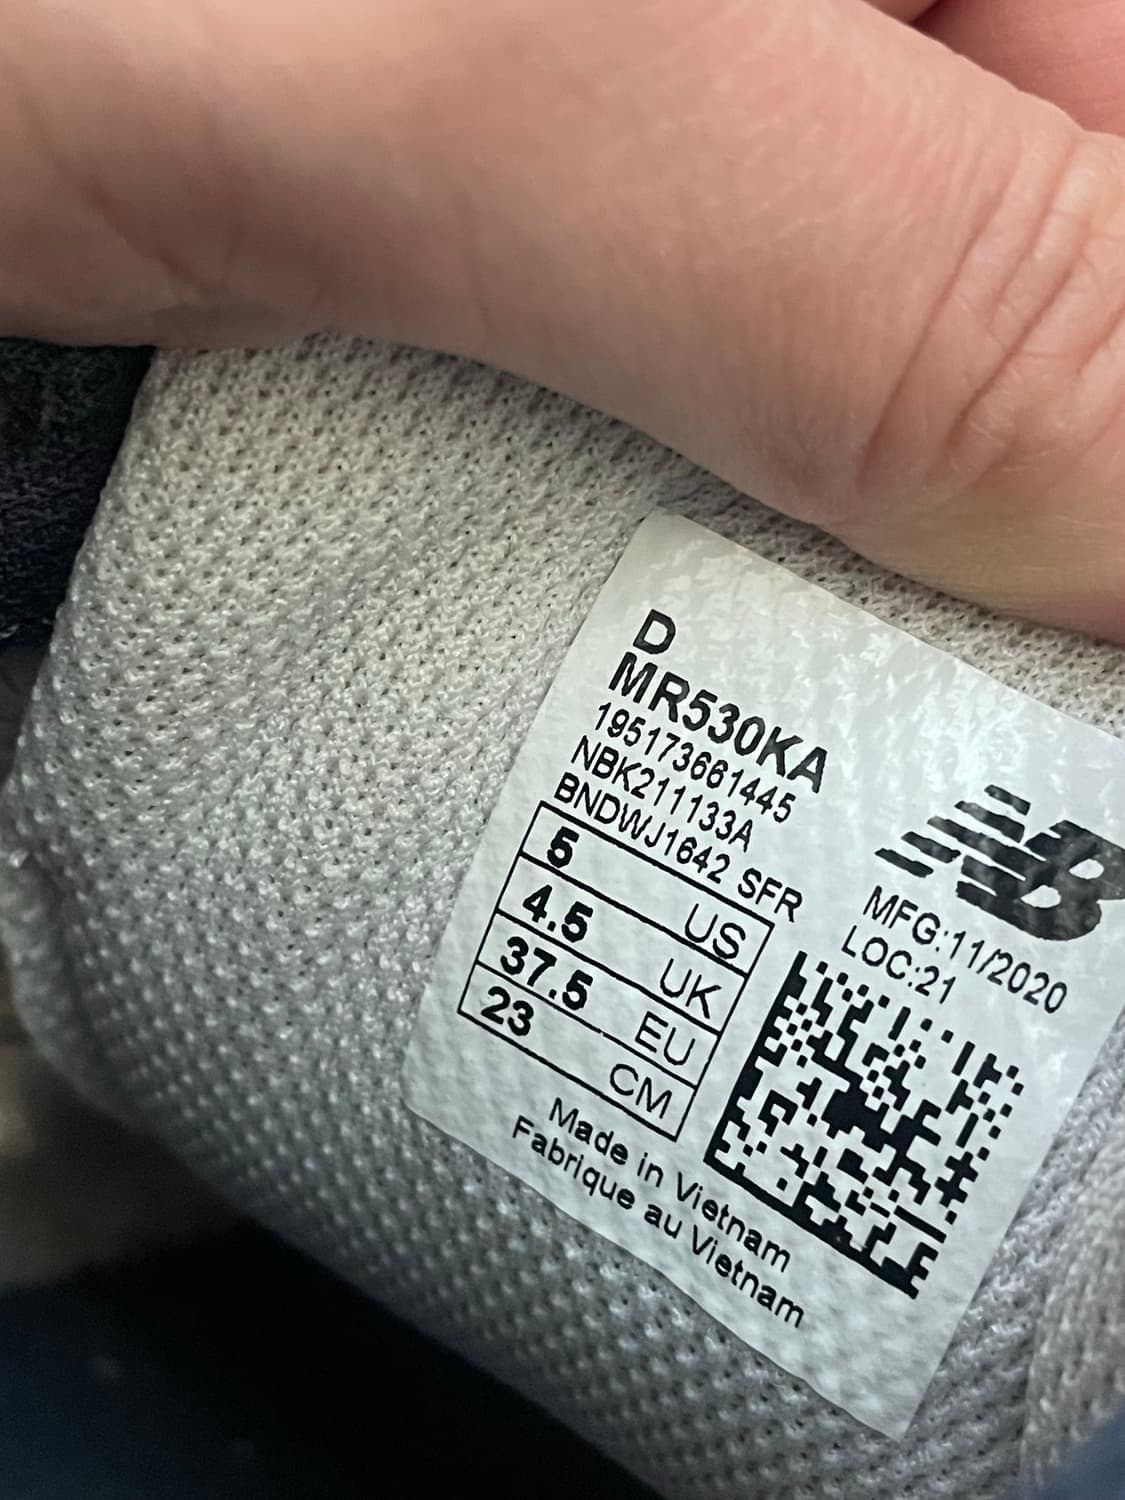 D
MR530KA
195173661445
NBK211133A
BNDWJ1642 SFR
5 US
4.5 UK
37.5 EU
23 CM
NB
MFG:11/2020
LOC:21
Made in Vietnam
Fabrique au Vietnam